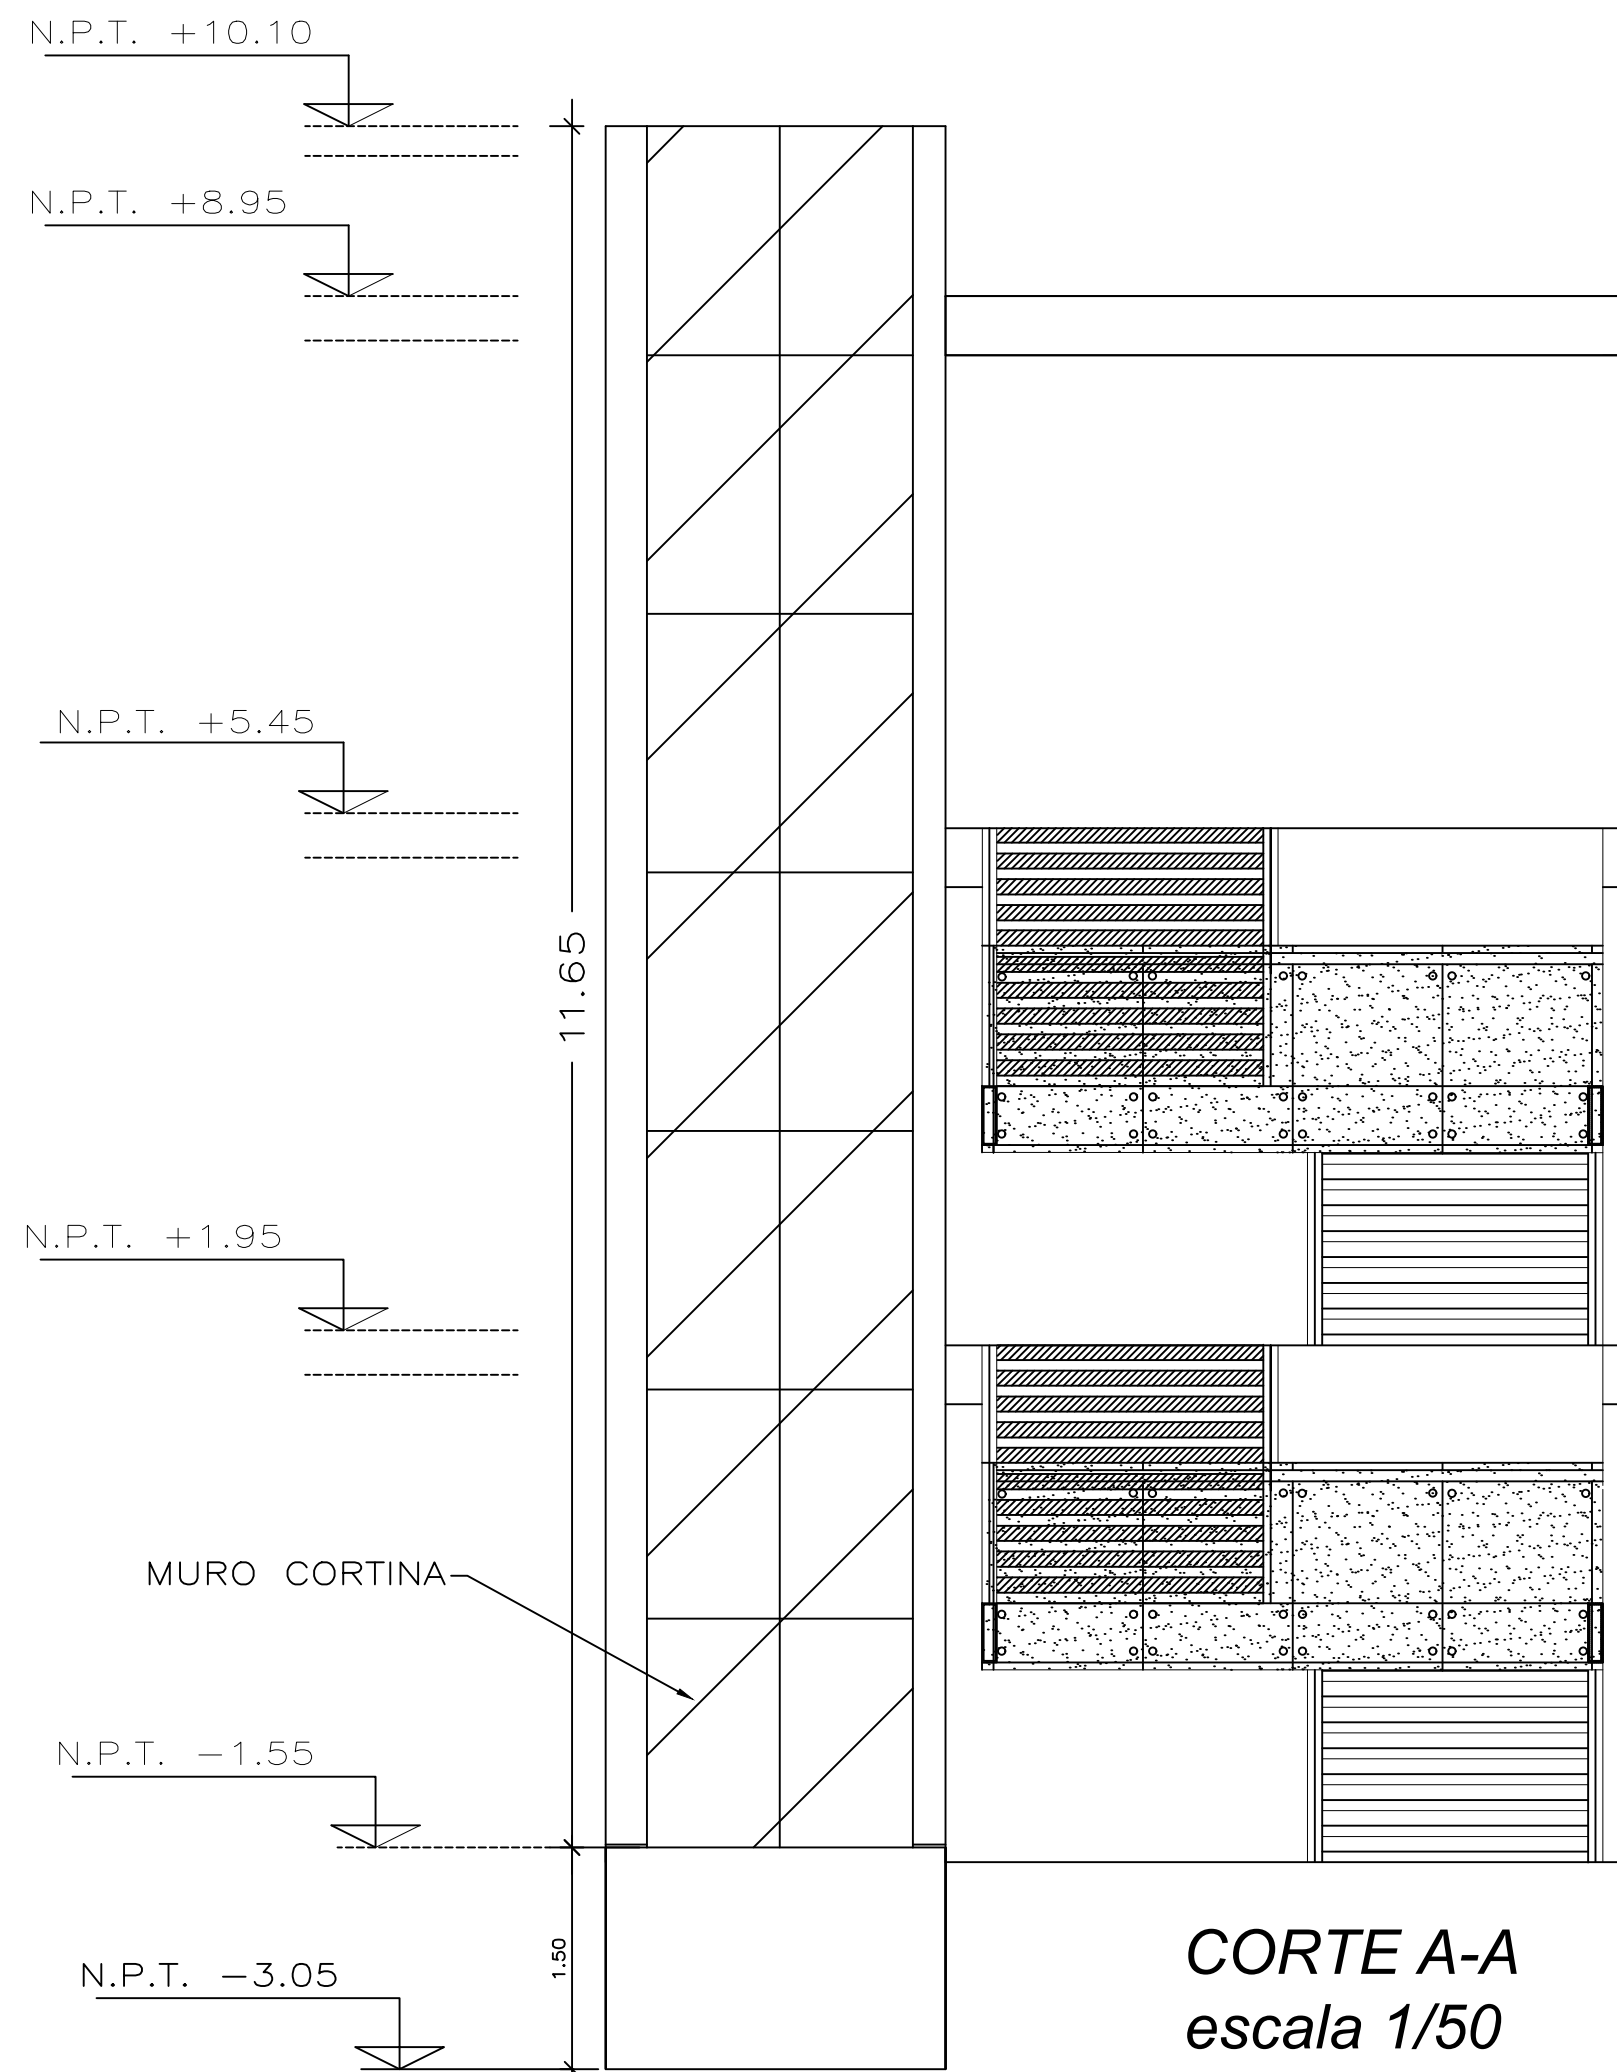 N.P.T. +10.10
N.P.T. +8.95
N.P.T. +5.45
11.65
N.P.T. +1.95
MURO CORTINA
N.P.T. -1.55
1.50
N.P.T. -3.05
CORTE A-A
escala 1/50